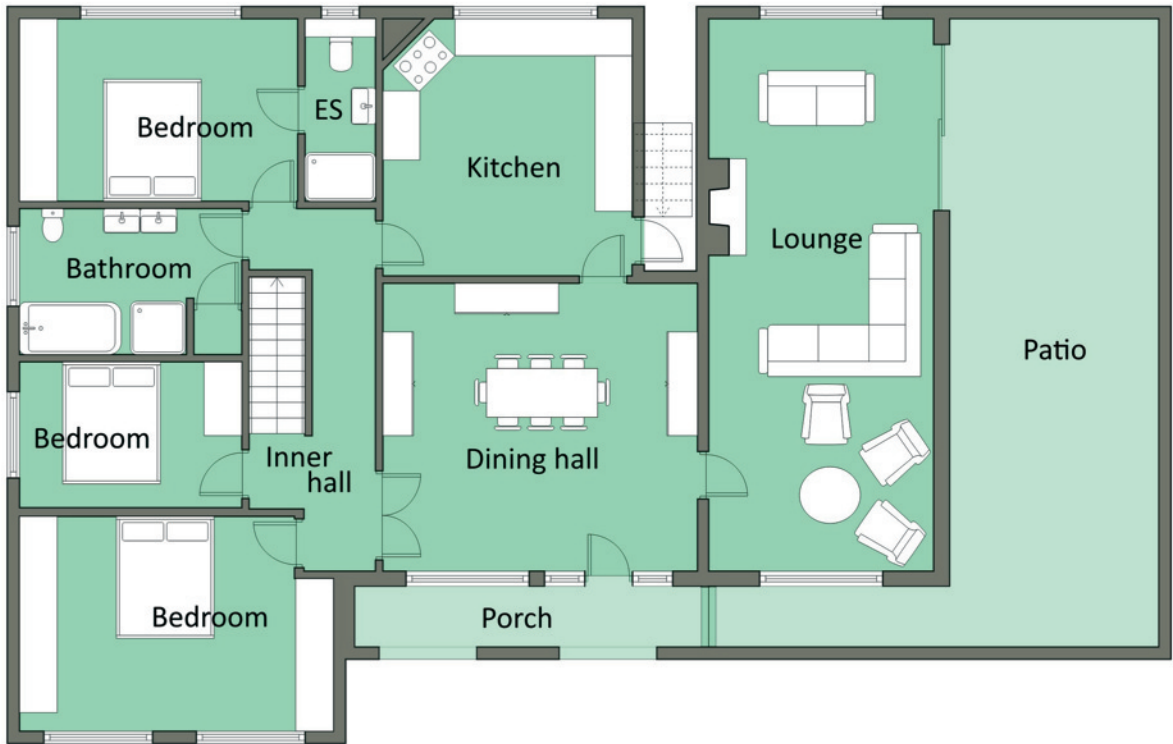 Bedroom
ES
Kitchen
Bathroom
Lounge
Patio
Bedroom
Inner
hall
Dining hall
Bedroom
Porch